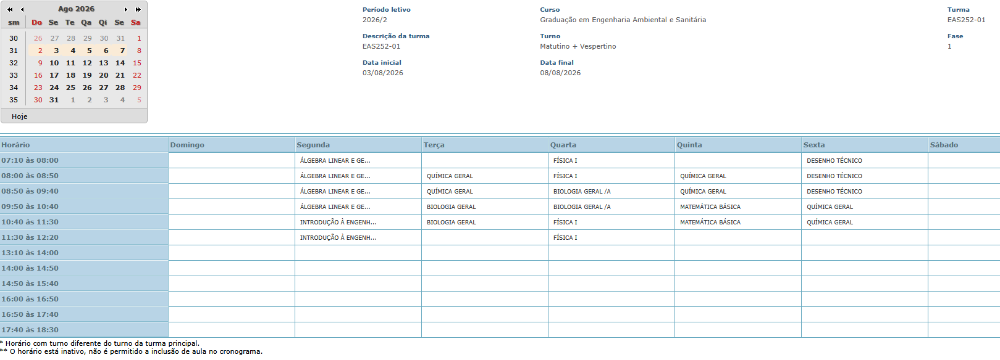 Ago 2026
sm Do Se Te Qa Qi Se Sa
30 26 27 28 29 30 31 1
31 2 3 4 5 6 7 8
32 9 10 11 12 13 14 15
33 16 17 18 19 20 21 22
34 23 24 25 26 27 28 29
35 30 31 1 2 3 4 5
Hoje
Período letivo Curso Turma
2026/2 Graduação em Engenharia Ambiental e Sanitária EAS252-01
Descrição da turma Turno Fase
EAS252-01 Matutino + Vespertino 1
Data inicial Data final
03/08/2026 08/08/2026
Horário Domingo Segunda Terça Quarta Quinta Sexta Sábado
07:10 às 08:00 ÁLGEBRA LINEAR E GE... FÍSICA I DESENHO TÉCNICO
08:00 às 08:50 ÁLGEBRA LINEAR E GE... QUÍMICA GERAL FÍSICA I QUÍMICA GERAL DESENHO TÉCNICO
08:50 às 09:40 ÁLGEBRA LINEAR E GE... QUÍMICA GERAL BIOLOGIA GERAL /A QUÍMICA GERAL DESENHO TÉCNICO
09:50 às 10:40 ÁLGEBRA LINEAR E GE... BIOLOGIA GERAL BIOLOGIA GERAL /A MATEMÁTICA BÁSICA QUÍMICA GERAL
10:40 às 11:30 INTRODUÇÃO À ENGENH... BIOLOGIA GERAL FÍSICA I MATEMÁTICA BÁSICA QUÍMICA GERAL
11:30 às 12:20 INTRODUÇÃO À ENGENH... FÍSICA I
13:10 às 14:00
14:00 às 14:50
14:50 às 15:40
16:00 às 16:50
16:50 às 17:40
17:40 às 18:30
* Horário com turno diferente do turno da turma principal.
** O horário está inativo, não é permitido a inclusão de aula no cronograma.